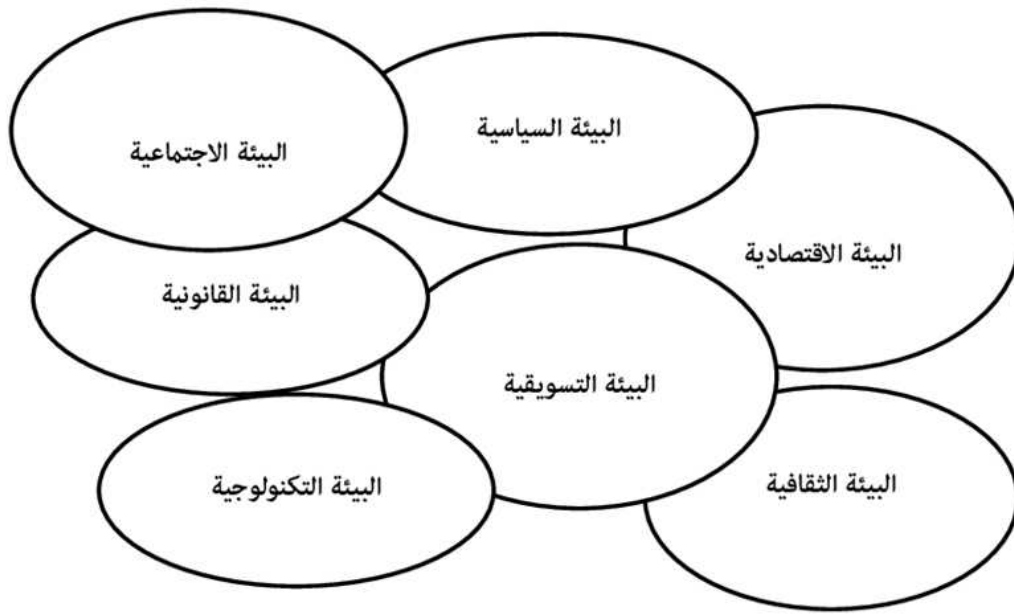 البيئة السياسية
البيئة الاجتماعية
البيئة الاقتصادية
البيئة القانونية
البيئة التسويقية
البيئة الثقافية
البيئة التكنولوجية